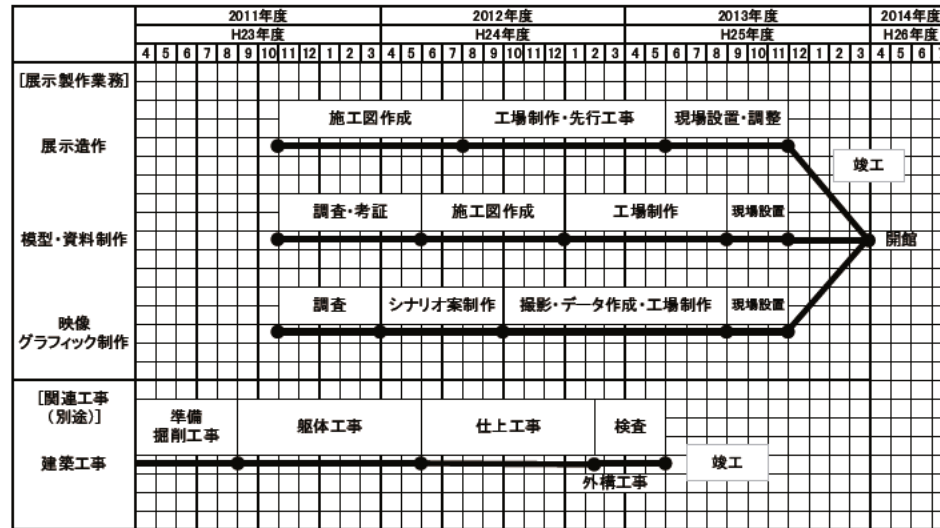 2011年度 2012年度 2013年度 2014年度
H23年度 H24年度 H25年度 H26年度
4 5 6 7 8 9 10 11 12 1 2 3 4 5 6 7 8 9 10 11 12 1 2 3 4 5 6 7 8 9 10 11 12 1 2 3 4 5 6
[展示製作業務]
施工図作成 工場制作・先行工事 現場設置・調整
展示造作
竣工
調査・考証 施工図作成 工場制作 現場設置
模型・資料制作 開館
調査 シナリオ案制作 撮影・データ作成・工場制作 現場設置
映像
グラフィック制作
[関連工事
(別途)]
準備
掘削工事 躯体工事 仕上工事 検査
建築工事 竣工
外構工事